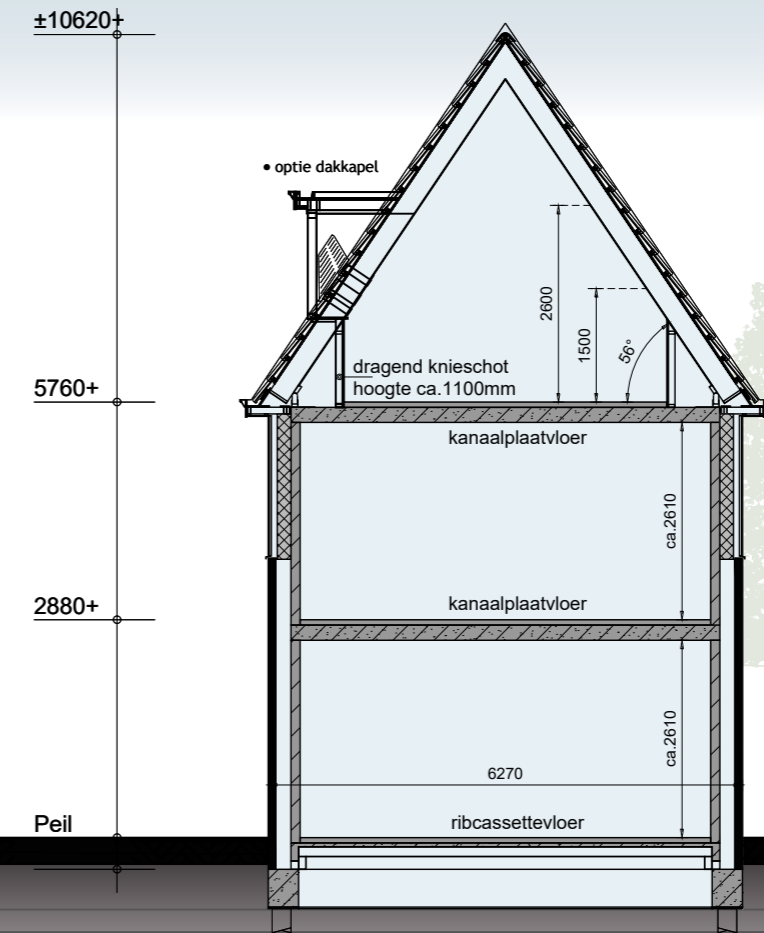 ±10620+
• optie dakkapel
2600
1500
56°
dragend knieschot
hoogte ca.1100mm
5760+
kanaalplaatvloer
ca.2610
2880+
kanaalplaatvloer
ca.2610
6270
Peil
ribcassettevloer